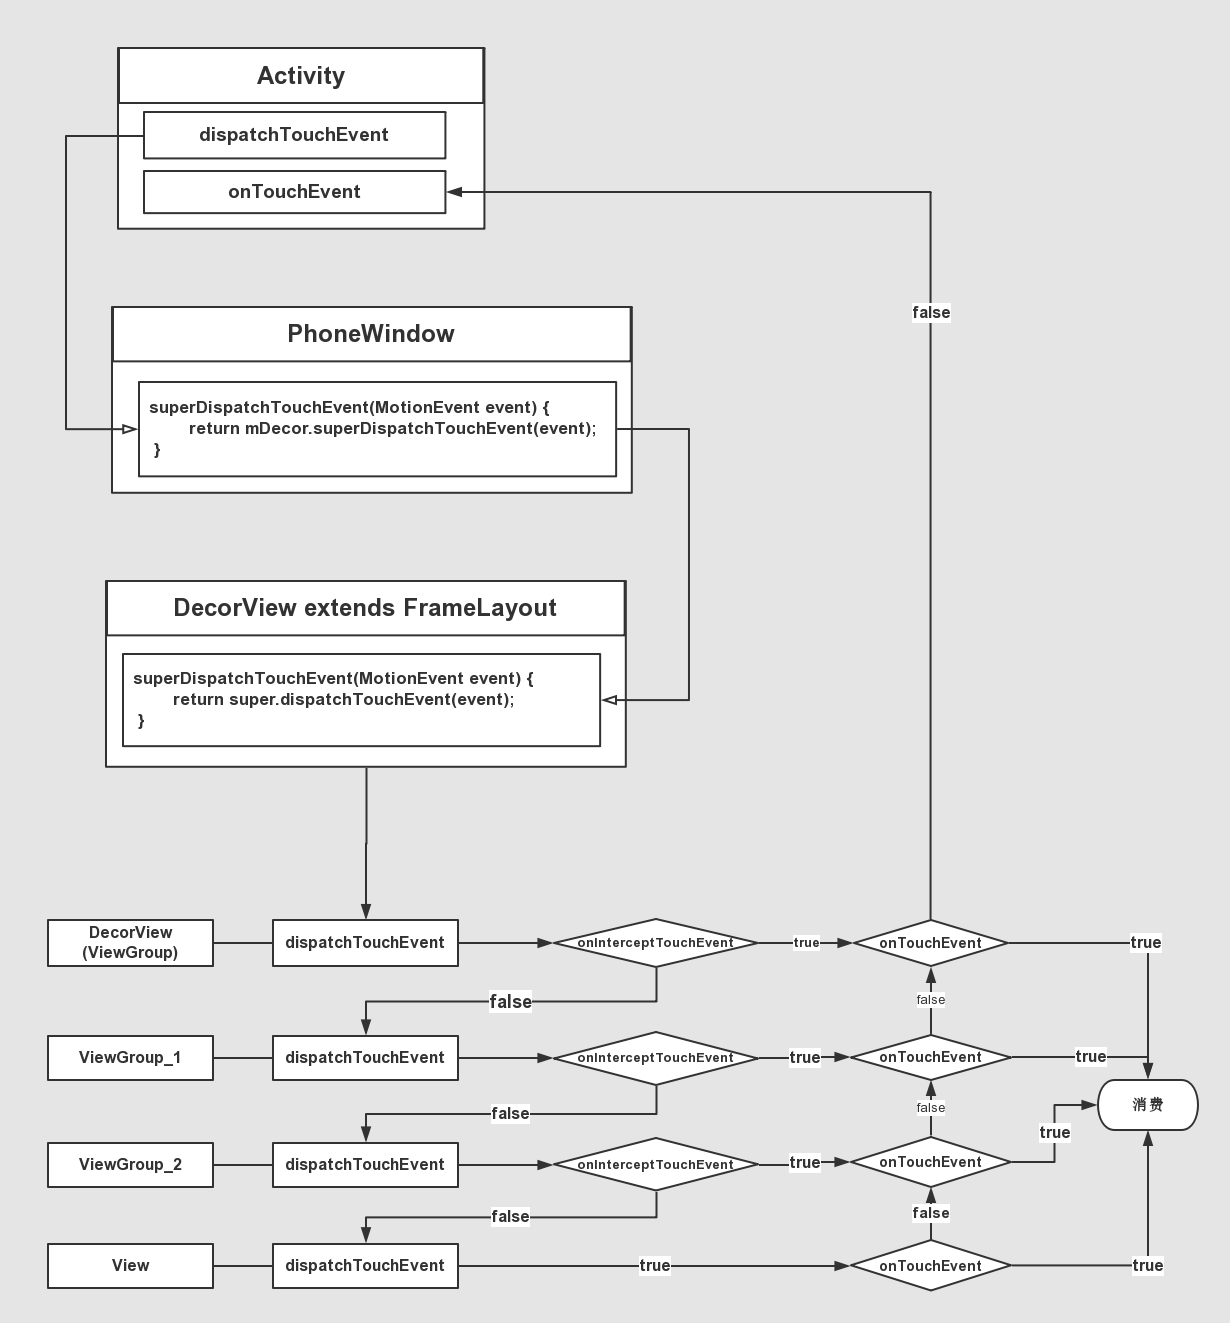 Activity
dispatchTouchEvent
onTouchEvent
false
PhoneWindow
superDispatchTouchEvent(MotionEvent event) {
return mDecor.superDispatchTouchEvent(event);
}
DecorView extends FrameLayout
superDispatchTouchEvent(MotionEvent event) {
return super.dispatchTouchEvent(event);
}
DecorView
(ViewGroup)
dispatchTouchEvent
onInterceptTouchEvent
true
onTouchEvent
true
false
false
ViewGroup_1
dispatchTouchEvent
onInterceptTouchEvent
true
onTouchEvent
true
消费
false
false
true
ViewGroup_2
dispatchTouchEvent
onInterceptTouchEvent
true
onTouchEvent
false
false
View
dispatchTouchEvent
true
onTouchEvent
true